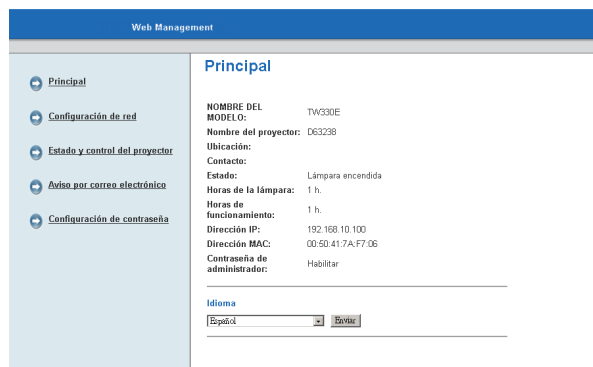 Web Management
Principal
Configuración de red
Estado y control del proyector
Aviso por correo electrónico
Configuración de contraseña
Principal
NOMBRE DEL
MODELO: TW330E
Nombre del proyector: D63238
Ubicación:
Contacto:
Estado: Lámpara encendida
Horas de la lámpara: 1 h.
Horas de
funcionamiento: 1 h.
Dirección IP: 192.168.10.100
Dirección MAC: 00:50:41:7A:F7:06
Contraseña de
administrador: Habilitar
Idioma
Español Enviar